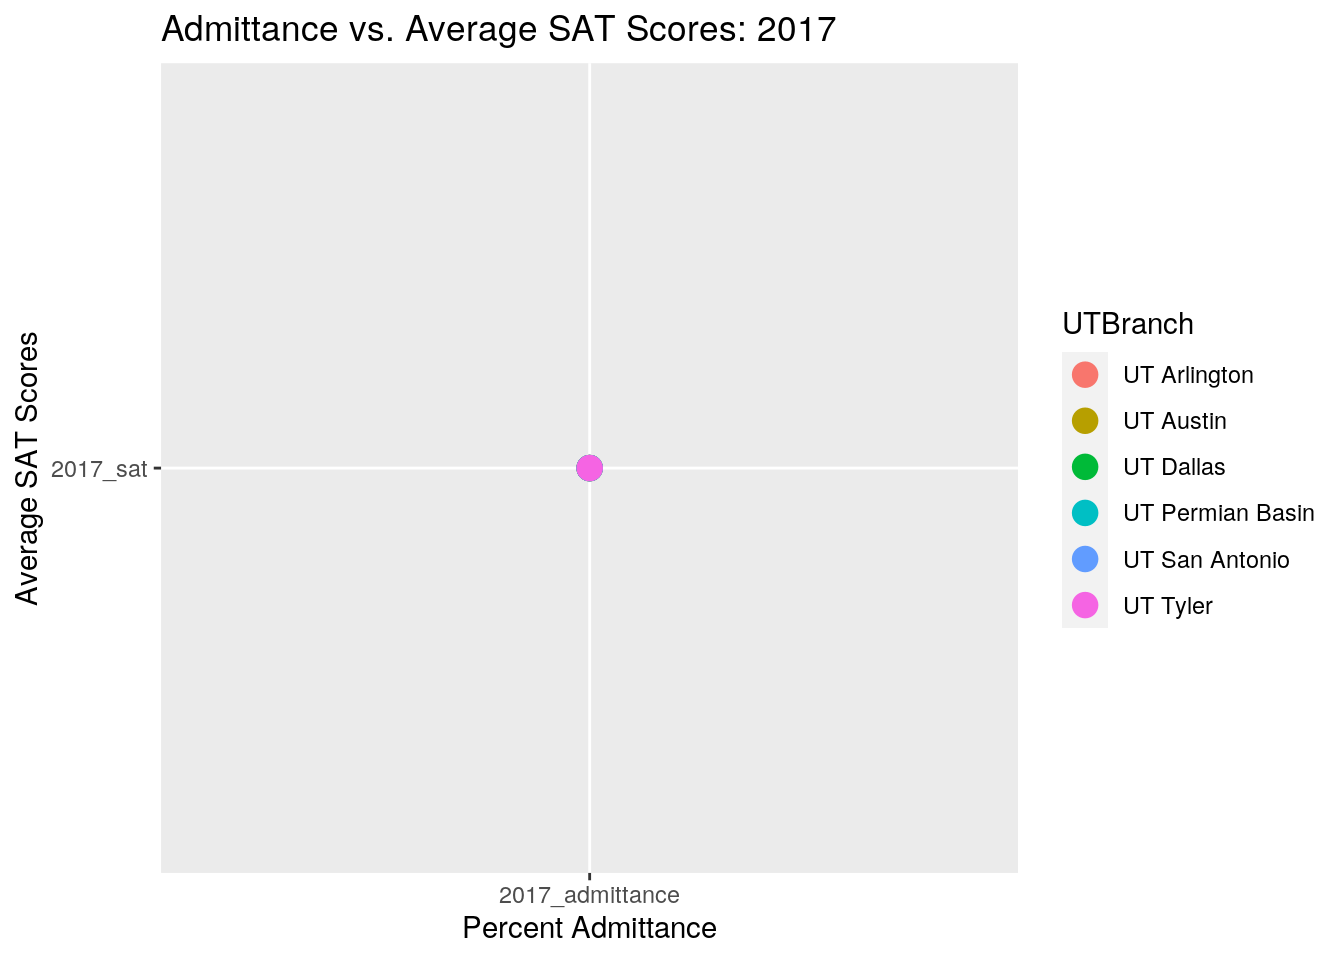 Admittance vs. Average SAT Scores: 2017
Average SAT Scores
2017_sat
2017_admittance
Percent Admittance
UTBranch
UT Arlington
UT Austin
UT Dallas
UT Permian Basin
UT San Antonio
UT Tyler